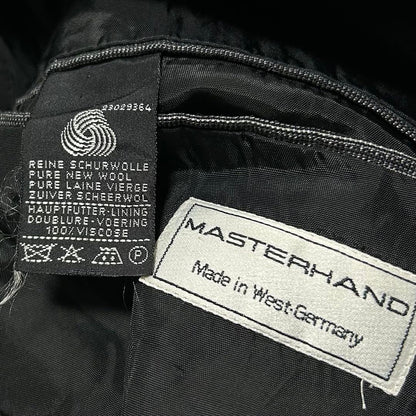 23029364
REINE SCHURWOLLE
PURE NEW WOOL
PURE LAINE VIERGE
ZUIVER SCHEERWOL
HAUPTFUTTER-LINING
DOUBLURE-VOERING
100% VISCOSE
P
MASTERHAND
Made in West-Germany